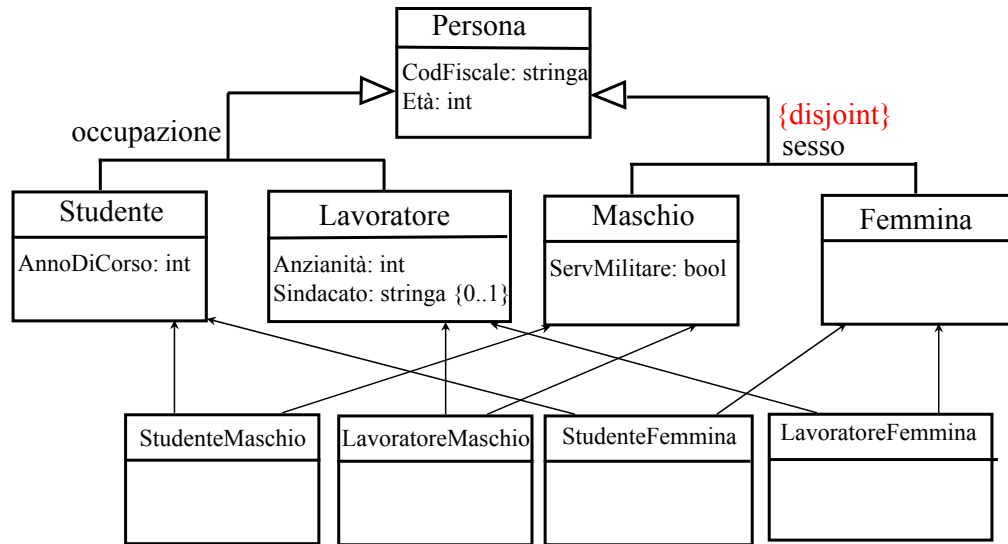 Persona
CodFiscale: stringa
Età: int
occupazione
{disjoint}
sesso
Studente
AnnoDiCorso: int
Lavoratore
Anzianità: int
Sindacato: stringa {0..1}
Maschio
ServMilitare: bool
Femmina
StudenteMaschio
LavoratoreMaschio
StudenteFemmina
LavoratoreFemmina